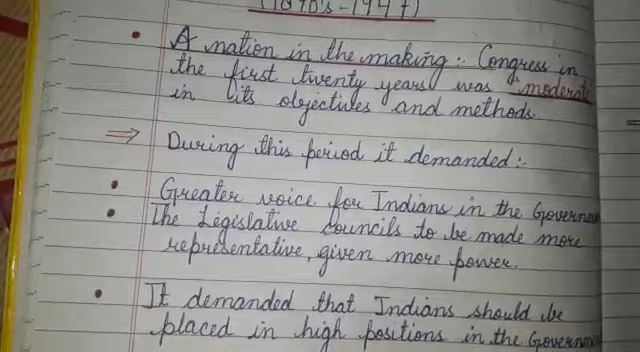 (1870's - 1947)
A nation in the making :- Congress in
the first twenty years was "moderate
in its objectives and methods.
⇒ During this period it demanded :-
Greater voice for Indians in the Governm
The Legislative Councils to be made more
representative, given more power.
It demanded that Indians should be
placed in high positions in the Governm